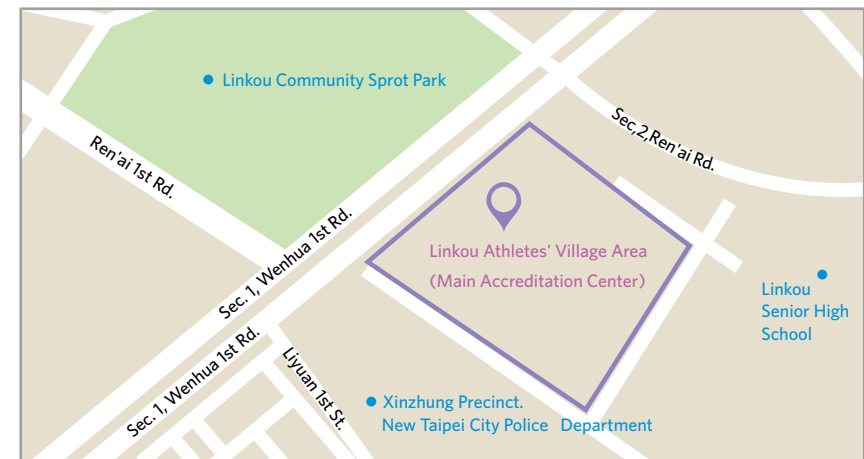 Linkou Community Sprot Park
Sec,2,Ren'ai Rd.
Ren'ai 1st Rd.
Sec. 1, Wenhua 1st Rd.
Linkou Athletes' Village Area
(Main Accreditation Center)
Linkou
Senior High
School
Sec. 1, Wenhua 1st Rd.
Liyuan 1st St.
Xinzhung Precinct.
New Taipei City Police Department